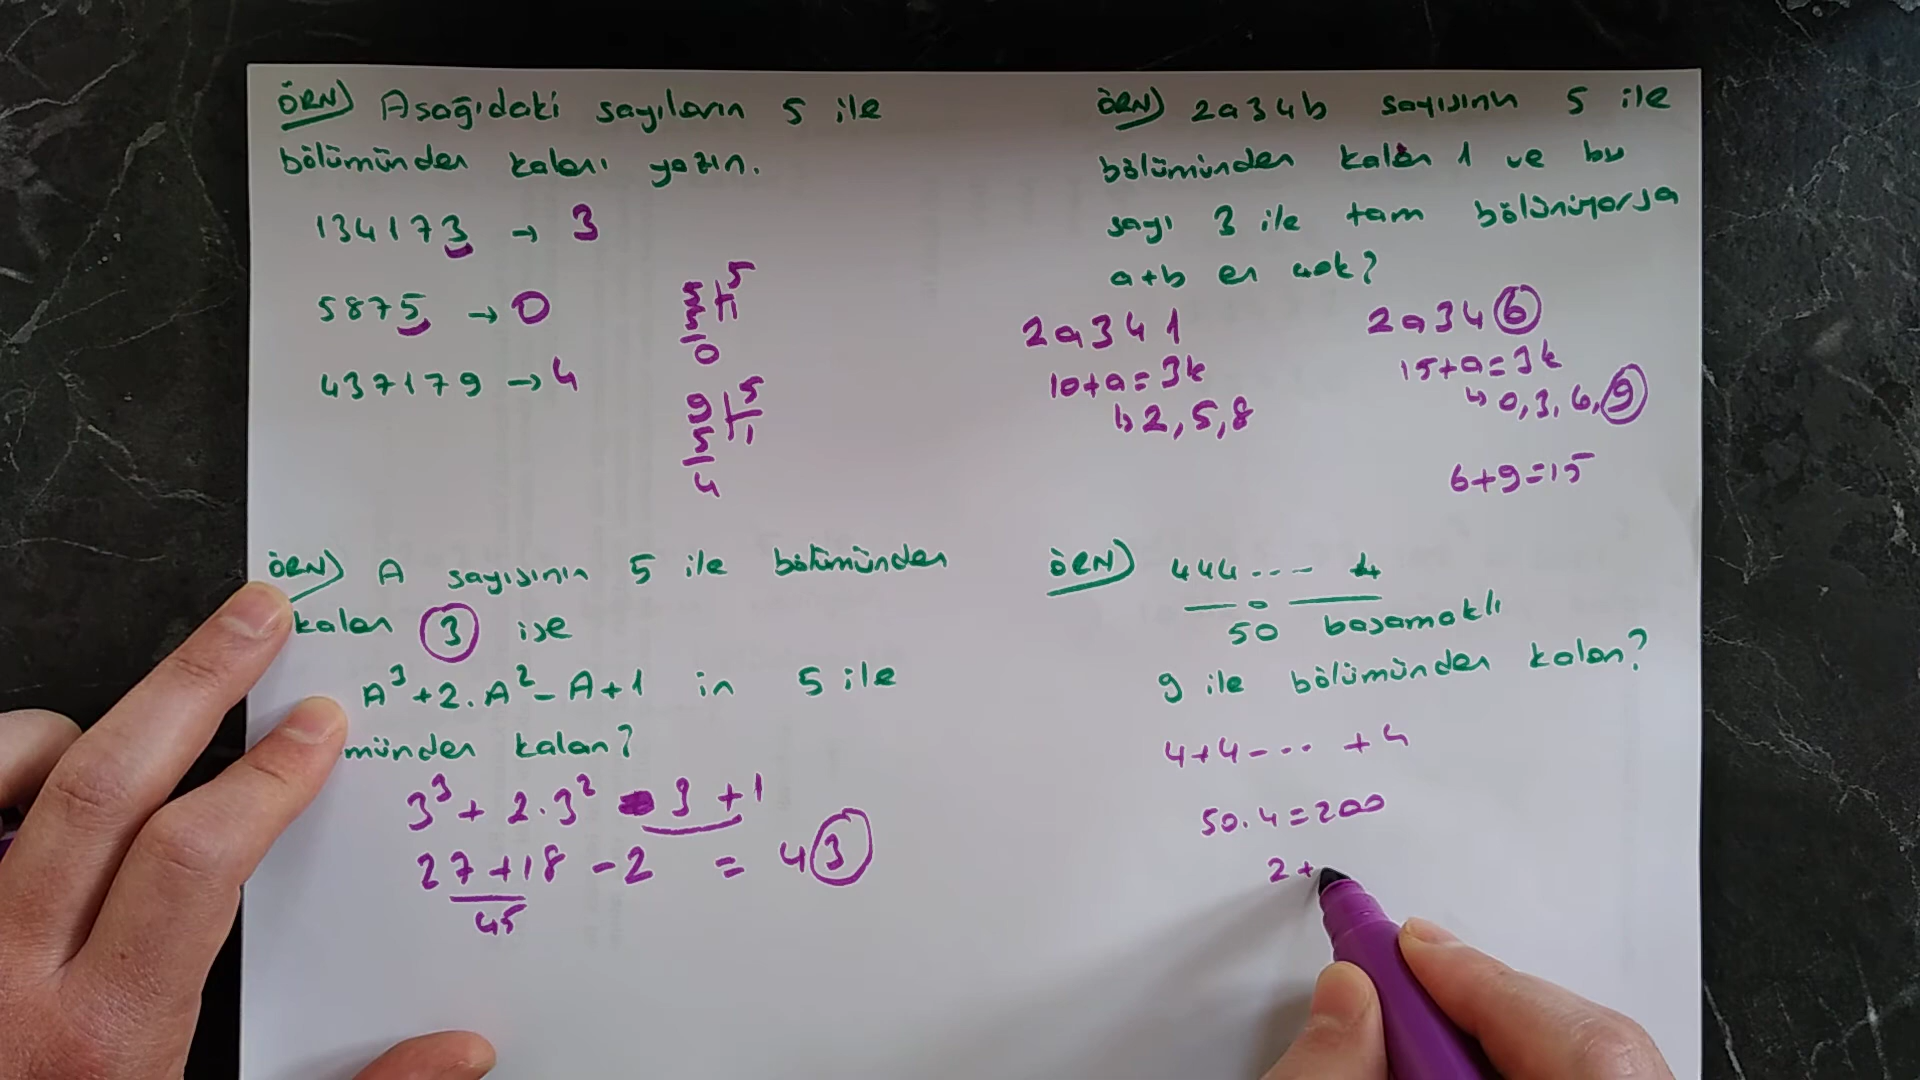 ÖRN) Asağıdaki sayıların 5 ile
bölümünden kalanı yazın.
134173 → 3
5875 → 0
437179 → 4
5 5
5 1
0
9 5
5 1
4
ÖRN) 2a34b sayısının 5 ile
bölümünden kalan 1 ve bu
sayı 3 ile tam bölünüyorsa
a+b en çok?
2a341
10+a=3k
↳ 2, 5, 8
2a346
15+a=3k
↳ 0, 3, 6, 9
6+9=15
ÖRN) A sayısının 5 ile bölümünden
kalan 3 ise
A³+2.A²-A+1 in 5 ile
münden kalan?
3³+2.3²-3+1
27+18-2 = 43
45
ÖRN) 444... 4
50 basamaklı
9 ile bölümünden kalan?
4+4-... +4
50.4=200
2+